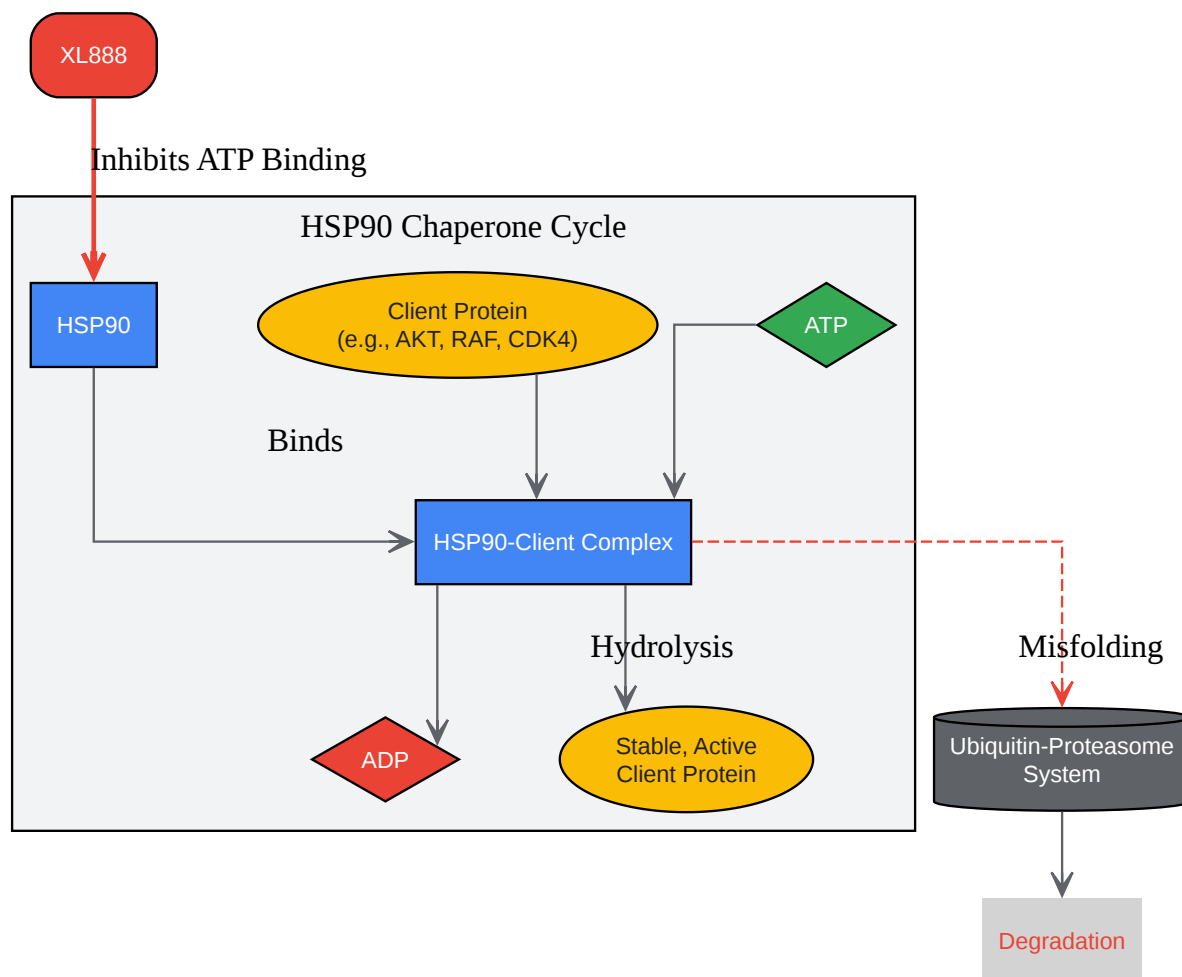 XL888
Inhibits ATP Binding
HSP90 Chaperone Cycle
HSP90
Client Protein
(e.g., AKT, RAF, CDK4)
ATP
Binds
HSP90-Client Complex
Hydrolysis
Misfolding
ADP
Stable, Active
Client Protein
Ubiquitin-Proteasome
System
Degradation